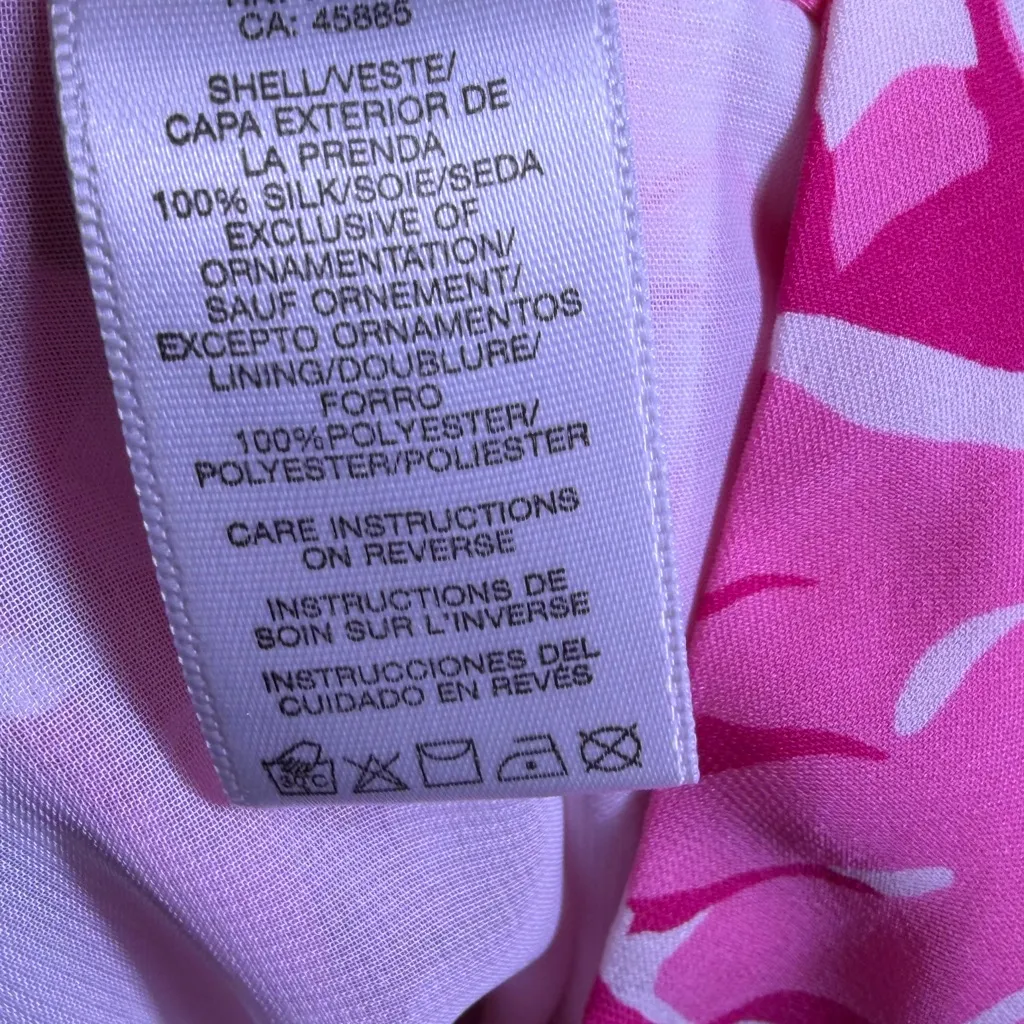 CA: 45885
SHELL/VESTE/
CAPA EXTERIOR DE
LA PRENDA
100% SILK/SOIE/SEDA
EXCLUSIVE OF
ORNAMENTATION/
SAUF ORNEMENT/
EXCEPTO ORNAMENTOS
LINING/DOUBLURE/
FORRO
100%POLYESTER/
POLYESTER/POLIESTER
CARE INSTRUCTIONS
ON REVERSE
INSTRUCTIONS DE
SOIN SUR L'INVERSE
INSTRUCCIONES DEL
CUIDADO EN REVÉS
30°C